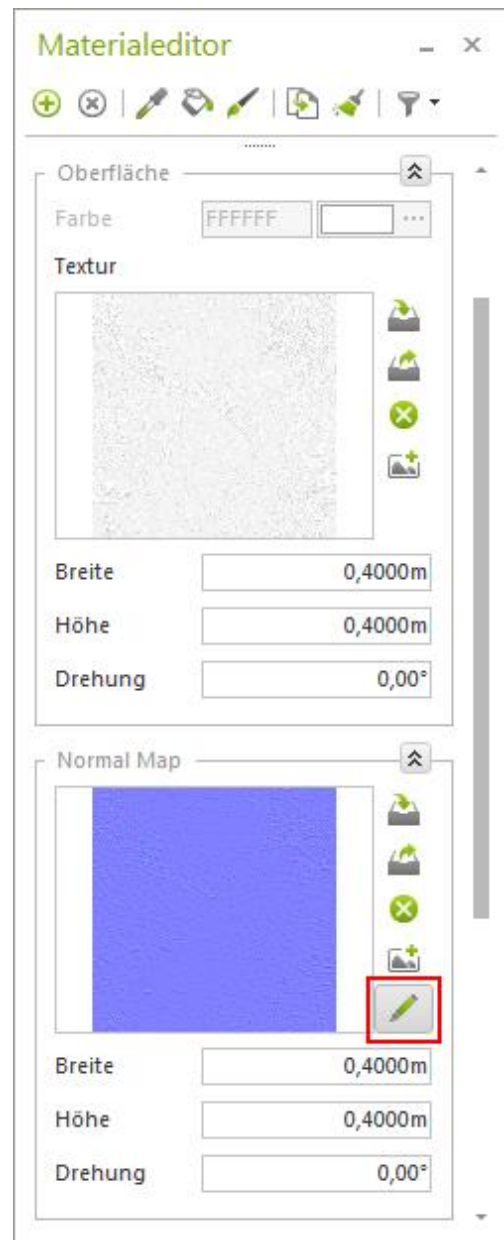 Materialeditor
Oberfläche
Farbe FFFFFF
Textur
Breite 0,4000m
Höhe 0,4000m
Drehung 0,00°
Normal Map
Breite 0,4000m
Höhe 0,4000m
Drehung 0,00°